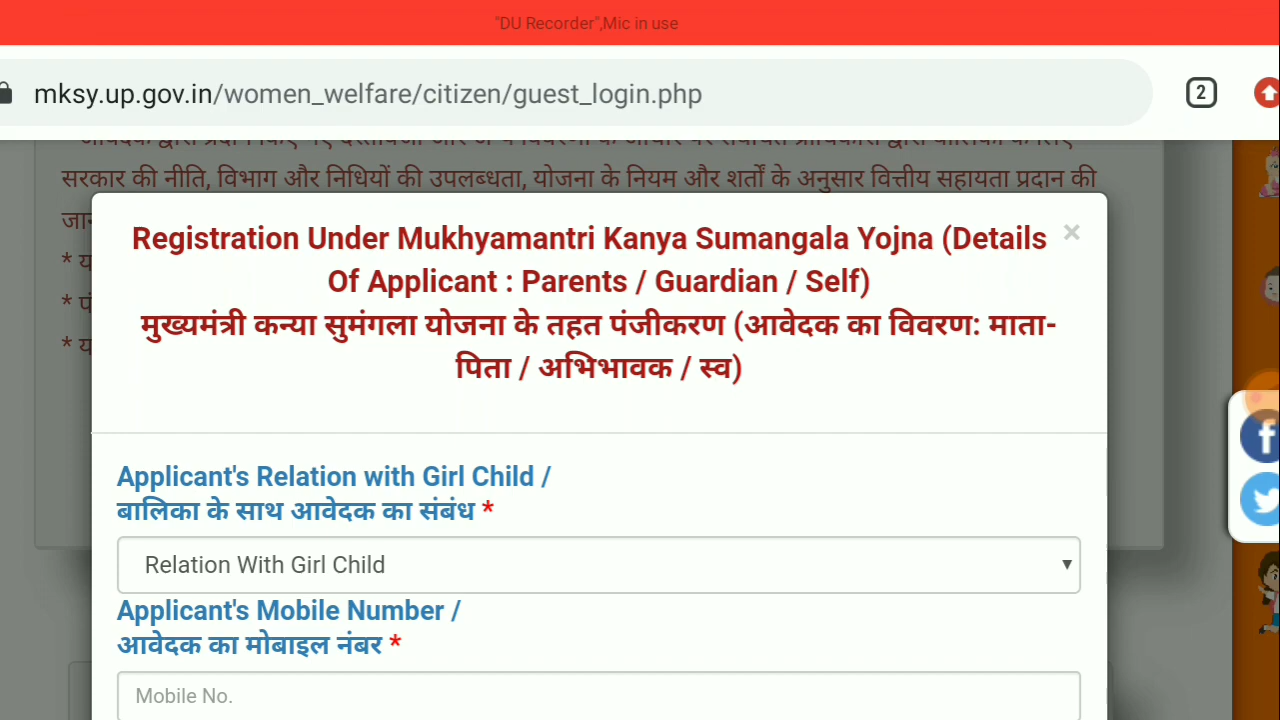 "DU Recorder",Mic in use
mksy.up.gov.in/women_welfare/citizen/guest_login.php
2
सरकार की नीति, विभाग और निधियों की उपलब्धता, योजना के नियम और शर्तों के अनुसार वित्तीय सहायता प्रदान की
Registration Under Mukhyamantri Kanya Sumangala Yojna (Details
×
Of Applicant : Parents / Guardian / Self)
मुख्यमंत्री कन्या सुमंगला योजना के तहत पंजीकरण (आवेदक का विवरण: माता-
पिता / अभिभावक / स्व)
Applicant's Relation with Girl Child /
बालिका के साथ आवेदक का संबंध *
Relation With Girl Child
Applicant's Mobile Number /
आवेदक का मोबाइल नंबर *
Mobile No.